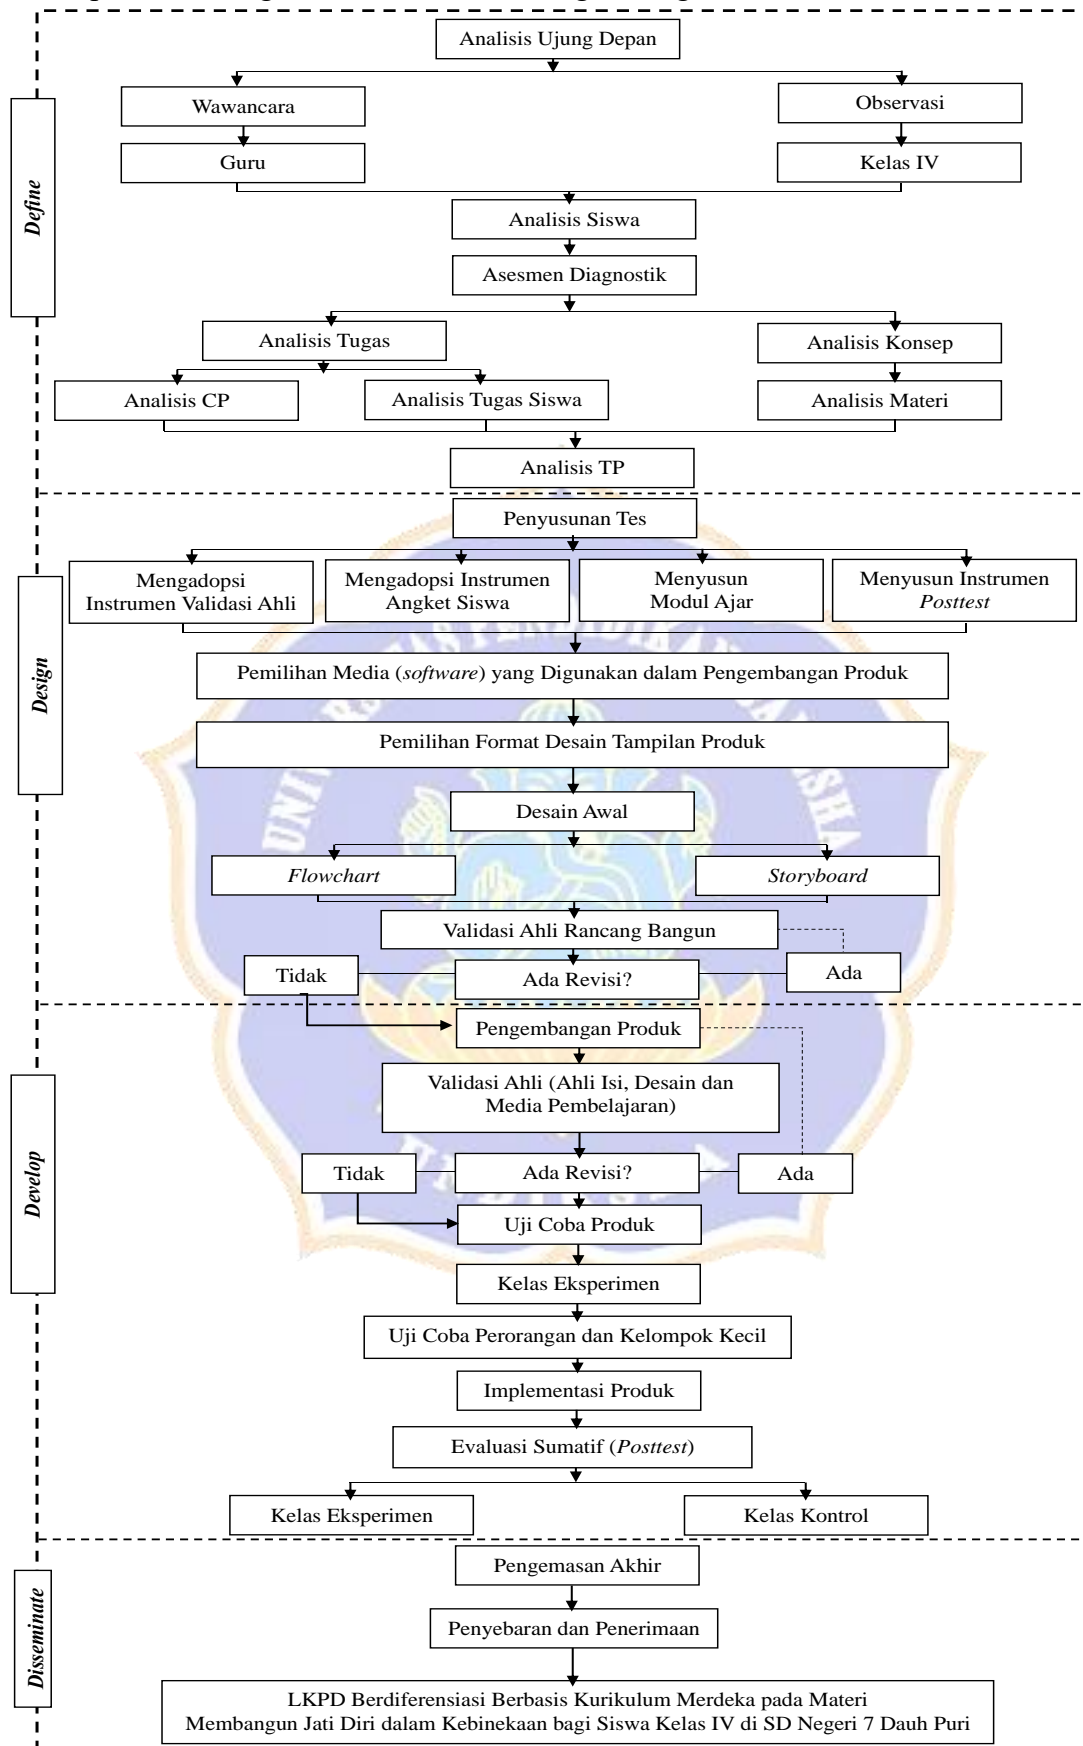 Analisis Ujung Depan
Wawancara
Observasi
Guru
Kelas IV
Define
Analisis Siswa
Asesmen Diagnostik
Analisis Tugas
Analisis Konsep
Analisis CP
Analisis Tugas Siswa
Analisis Materi
Analisis TP
Penyusunan Tes
Mengadopsi
Instrumen Validasi Ahli
Mengadopsi Instrumen
Angket Siswa
Menyusun
Modul Ajar
Menyusun Instrumen
Posttest
Design
Pemilihan Media (software) yang Digunakan dalam Pengembangan Produk
Pemilihan Format Desain Tampilan Produk
Desain Awal
Flowchart
Storyboard
Validasi Ahli Rancang Bangun
Tidak
Ada Revisi?
Ada
Pengembangan Produk
Validasi Ahli (Ahli Isi, Desain dan
Media Pembelajaran)
Develop
Tidak
Ada Revisi?
Ada
Uji Coba Produk
Kelas Eksperimen
Uji Coba Perorangan dan Kelompok Kecil
Implementasi Produk
Evaluasi Sumatif (Posttest)
Kelas Eksperimen
Kelas Kontrol
Pengemasan Akhir
Disseminate
Penyebaran dan Penerimaan
LKPD Berdiferensiasi Berbasis Kurikulum Merdeka pada Materi
Membangun Jati Diri dalam Kebinekaan bagi Siswa Kelas IV di SD Negeri 7 Dauh Puri
UNIVERSITAS PENDIDIKAN GANESHA
UNDIKSHA